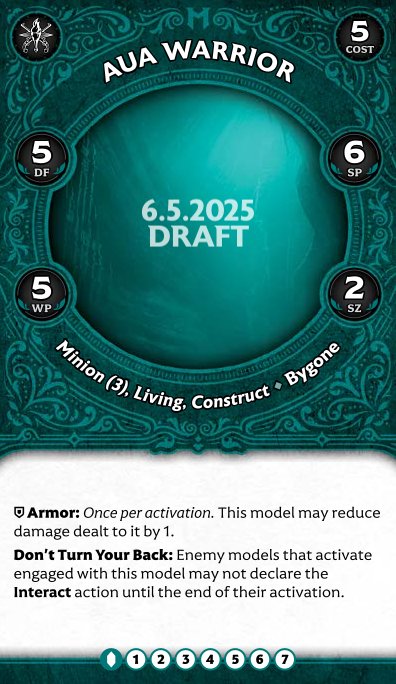 5
COST
AUA WARRIOR
5
DF
6
SP
6.5.2025
DRAFT
5
WP
2
SZ
Minion (3), Living, Construct ◆ Bygone
Armor: Once per activation. This model may reduce
damage dealt to it by 1.
Don't Turn Your Back: Enemy models that activate
engaged with this model may not declare the
Interact action until the end of their activation.
1 2 3 4 5 6 7